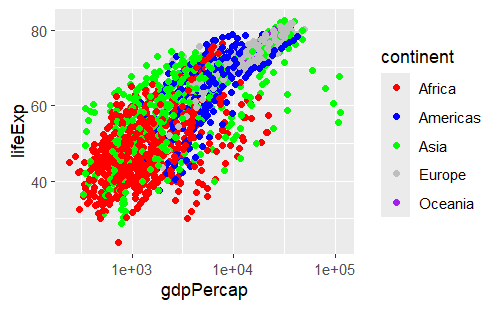 lifeExp
80
60
40
1e+03 1e+04 1e+05
gdpPercap
continent
Africa
Americas
Asia
Europe
Oceania